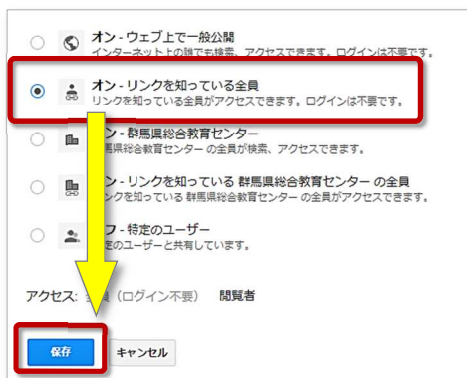 オン - ウェブ上で一般公開
インターネット上の誰でも検索、アクセスできます。ログインは不要です。
オン - リンクを知っている全員
リンクを知っている全員がアクセスできます。ログインは不要です。
ン - 群馬県総合教育センター
馬県総合教育センター の全員が検索、アクセスできます。
ン - リンクを知っている 群馬県総合教育センター の全員
ンクを知っている 群馬県総合教育センター の全員がアクセスできます。
フ - 特定のユーザー
定のユーザーと共有しています。
アクセス: 員（ログイン不要） 閲覧者
保存 キャンセル